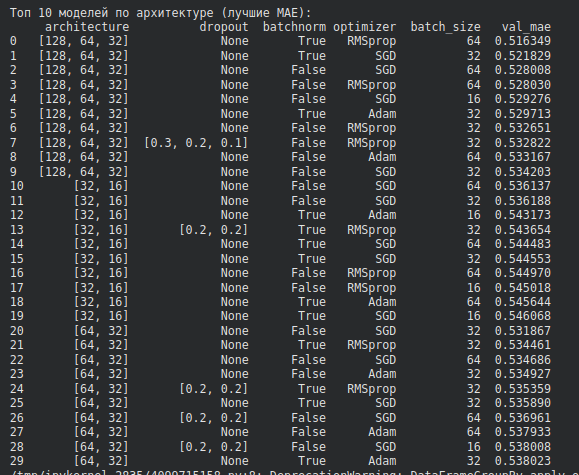 Топ 10 моделей по архитектуре (лучшие MAE):
architecture dropout batchnorm optimizer batch_size val_mae
0 [128, 64, 32] None True RMSprop 64 0.516349
1 [128, 64, 32] None True SGD 32 0.521829
2 [128, 64, 32] None False SGD 64 0.528008
3 [128, 64, 32] None False RMSprop 64 0.528030
4 [128, 64, 32] None False SGD 16 0.529276
5 [128, 64, 32] None True Adam 32 0.529713
6 [128, 64, 32] None False RMSprop 32 0.532651
7 [128, 64, 32] [0.3, 0.2, 0.1] False RMSprop 32 0.532822
8 [128, 64, 32] None True Adam 64 0.533167
9 [128, 64, 32] None False SGD 32 0.534203
10 [32, 16] None False SGD 64 0.536137
11 [32, 16] None False SGD 32 0.536188
12 [32, 16] None True Adam 16 0.543173
13 [32, 16] [0.2, 0.2] True RMSprop 32 0.543654
14 [32, 16] None True SGD 64 0.544483
15 [32, 16] None True SGD 32 0.544553
16 [32, 16] None False RMSprop 64 0.544970
17 [32, 16] None False RMSprop 16 0.545018
18 [32, 16] None True Adam 64 0.545644
19 [32, 16] None True SGD 16 0.546068
20 [64, 32] None False SGD 32 0.531867
21 [64, 32] None True RMSprop 32 0.534461
22 [64, 32] None False SGD 64 0.534686
23 [64, 32] None False Adam 32 0.534927
24 [64, 32] [0.2, 0.2] True RMSprop 32 0.535359
25 [64, 32] None True SGD 32 0.535890
26 [64, 32] [0.2, 0.2] False SGD 64 0.536961
27 [64, 32] None False Adam 64 0.537933
28 [64, 32] [0.2, 0.2] False SGD 16 0.538008
29 [64, 32] None True Adam 32 0.538023